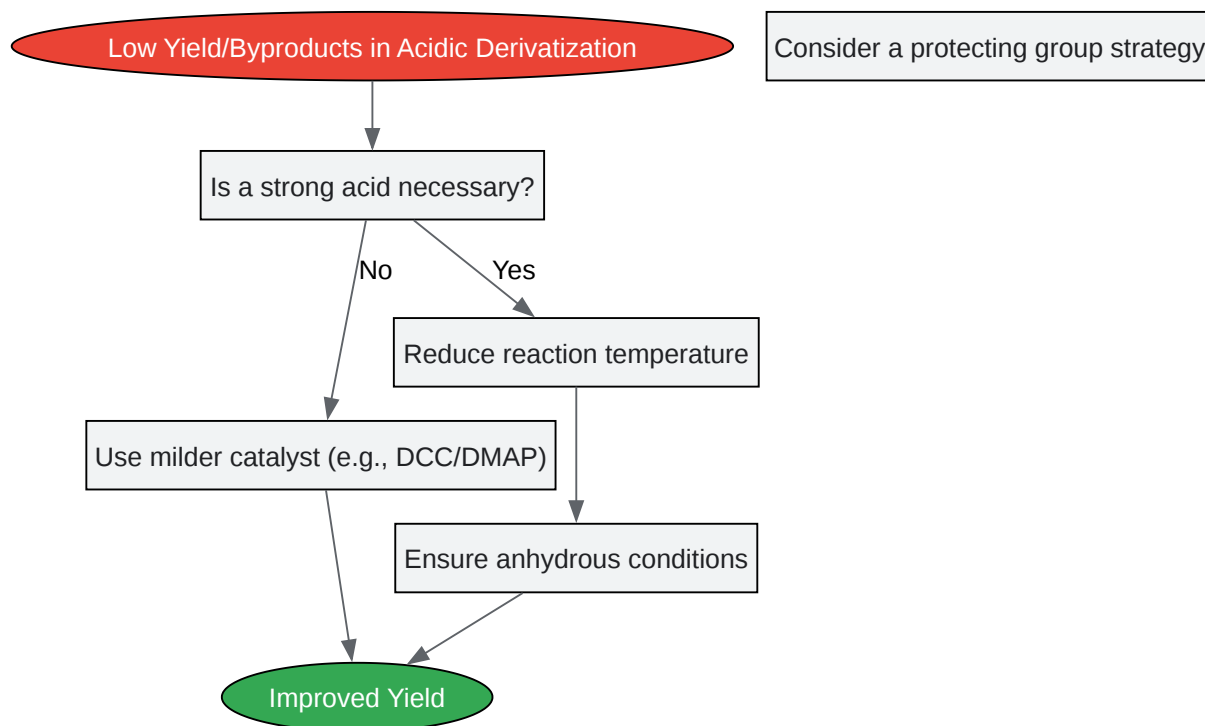 Low Yield/Byproducts in Acidic Derivatization
Consider a protecting group strategy
Is a strong acid necessary?
No
Yes
Reduce reaction temperature
Use milder catalyst (e.g., DCC/DMAP)
Ensure anhydrous conditions
Improved Yield